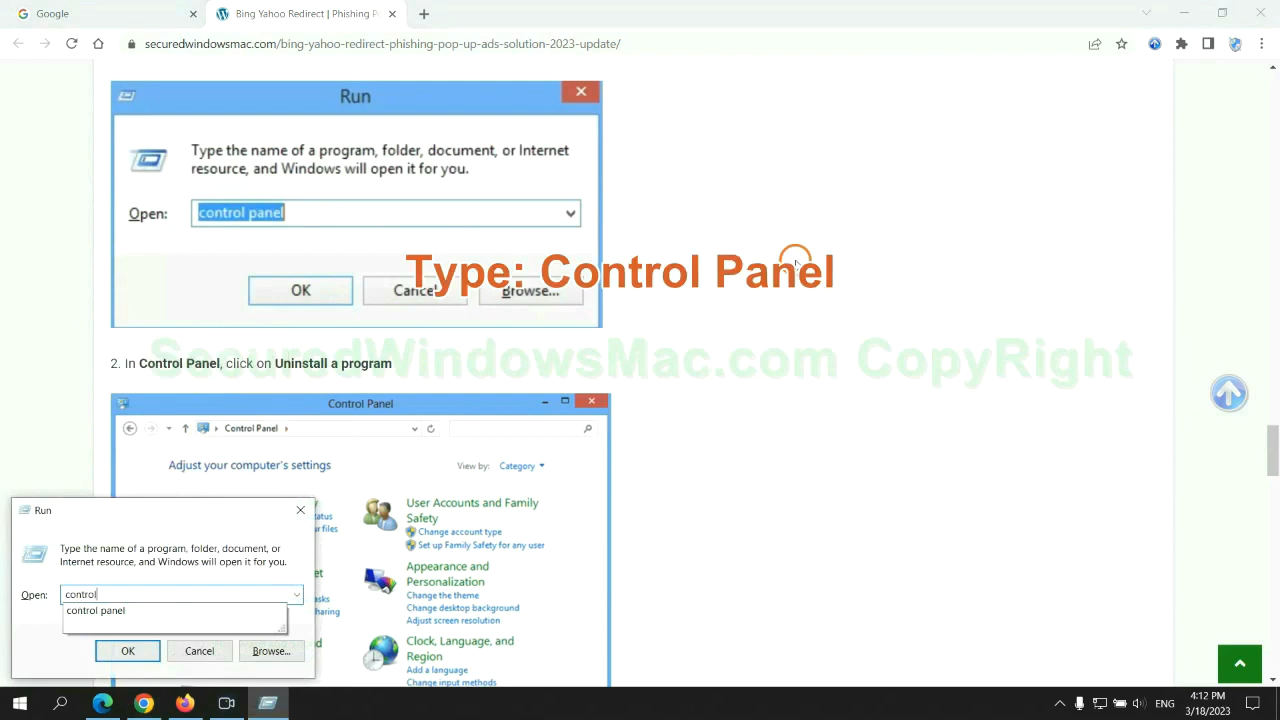 Google
Bing Yahoo Redirect | Phishing P
securedwindowsmac.com/bing-yahoo-redirect-phishing-pop-up-ads-solution-2023-update/
Run
Type the name of a program, folder, document, or Internet
resource, and Windows will open it for you.
Open:
control panel
Type: Control Panel
OK
Cancel
Browse...
2. In Control Panel, click on Uninstall a program
SecuredWindowsMac.com CopyRight
Control Panel
Control Panel
Adjust your computer's settings
View by:
Category
User Accounts and Family
Safety
Change account type
Set up Family Safety for any user
Appearance and
Personalization
Change the theme
Change desktop background
Adjust screen resolution
Clock, Language, and
Region
Add a language
Change input methods
Run
Type the name of a program, folder, document, or
Internet resource, and Windows will open it for you.
Open:
control
control panel
OK
Cancel
Browse...
ENG
4:12 PM
3/18/2023